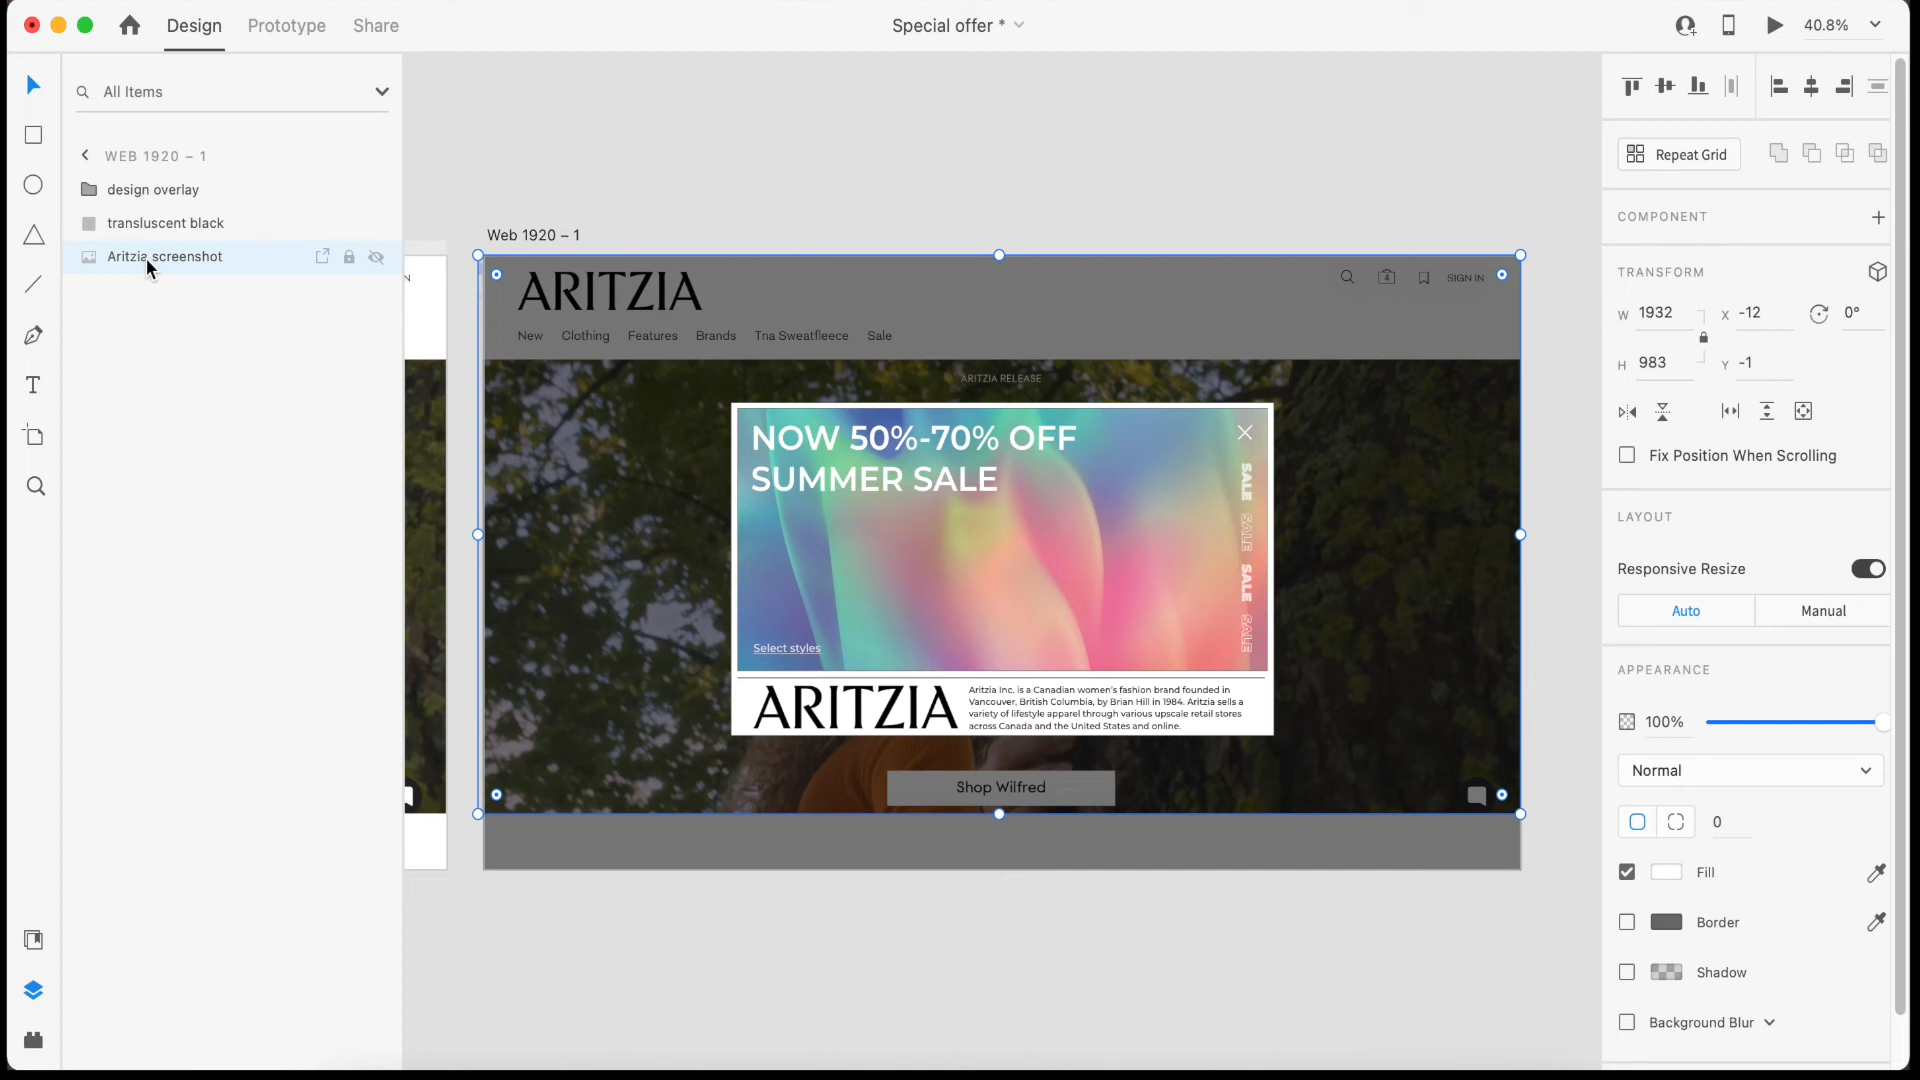 Design
Prototype
Share
Special offer *
40.8%
All Items
WEB 1920 – 1
design overlay
transluscent black
Aritzia screenshot
N
Web 1920 – 1
ARITZIA
4
SIGN IN
New
Clothing
Features
Brands
Tna Sweatfleece
Sale
ARITZIA RELEASE
NOW 50%-70% OFF
SUMMER SALE
SALE SALE SALE SALE
Select styles
ARITZIA
Aritzia Inc. is a Canadian women's fashion brand founded in
Vancouver, British Columbia, by Brian Hill in 1984. Aritzia sells a
variety of lifestyle apparel through various upscale retail stores
across Canada and the United States and online.
Shop Wilfred
Repeat Grid
COMPONENT
TRANSFORM
W 1932 X -12 0°
H 983 Y -1
Fix Position When Scrolling
LAYOUT
Responsive Resize
Auto
Manual
APPEARANCE
100%
Normal
0
Fill
Border
Shadow
Background Blur